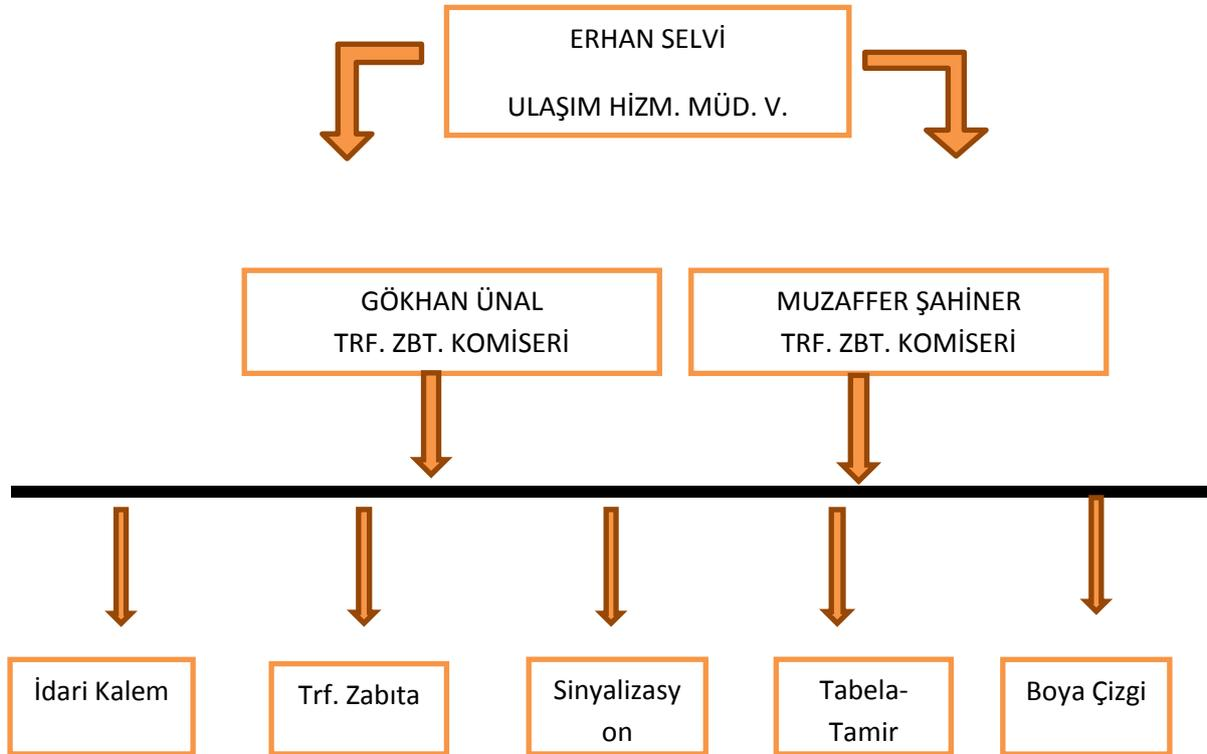 ERHAN SELVİ
ULAŞIM HİZM. MÜD. V.
GÖKHAN ÜNAL
TRF. ZBT. KOMİSERİ
MUZAFFER ŞAHİNER
TRF. ZBT. KOMİSERİ
İdari Kalem
Trf. Zabıta
Sinyalizasy
on
Tabela-
Tamir
Boya Çizgi